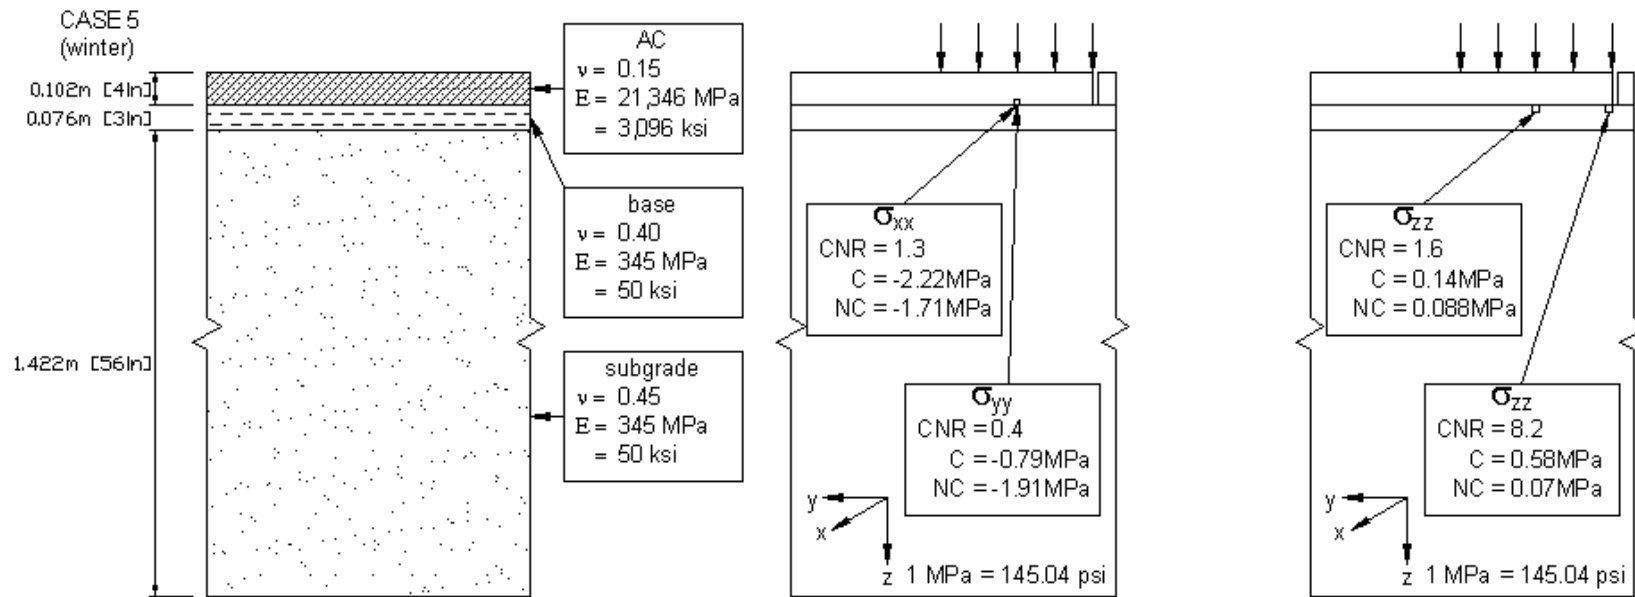 CASE 5
(winter)
0.102m [4in]
0.076m [3in]
1.422m [56in]
AC
ν = 0.15
E = 21,346 MPa
= 3,096 ksi
base
ν = 0.40
E = 345 MPa
= 50 ksi
subgrade
ν = 0.45
E = 345 MPa
= 50 ksi
σxx
CNR = 1.3
C = -2.22MPa
NC = -1.71MPa
σyy
CNR = 0.4
C = -0.79MPa
NC = -1.91MPa
y
x
z
1 MPa = 145.04 psi
σzz
CNR = 1.6
C = 0.14MPa
NC = 0.088MPa
σzz
CNR = 8.2
C = 0.58MPa
NC = 0.07MPa
y
x
z
1 MPa = 145.04 psi